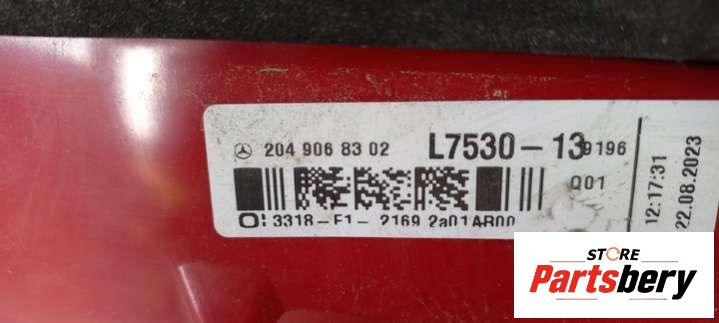 204 906 83 02 L7530-13 9196
Q01
3318-F1-2169 2a01AR00
12:17:31
22.08.2023
STORE
Partsbery